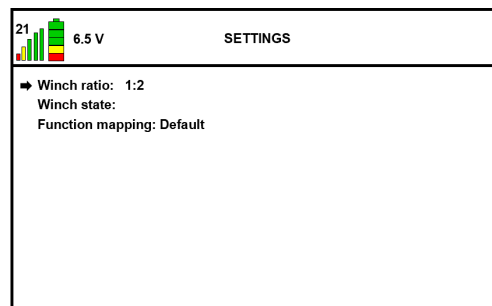 21
6.5 V
SETTINGS
Winch ratio: 1:2
Winch state:
Function mapping: Default